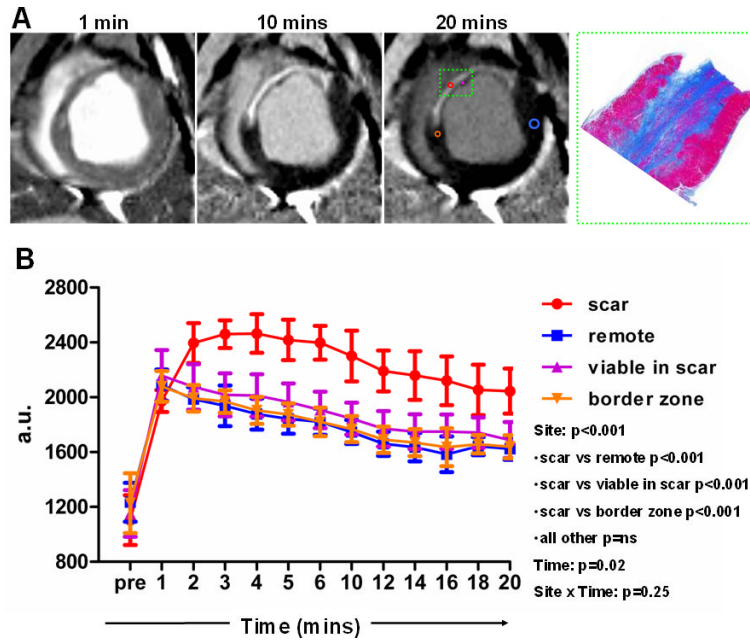 A
1 min
10 mins
20 mins
B
2800
2400
2000
1600
1200
800
a.u.
pre 1 2 3 4 5 6 10 12 14 16 18 20
Time (mins)
scar
remote
viable in scar
border zone
Site: p<0.001
·scar vs remote p<0.001
·scar vs viable in scar p<0.001
·scar vs border zone p<0.001
·all other p=ns
Time: p=0.02
Site x Time: p=0.25